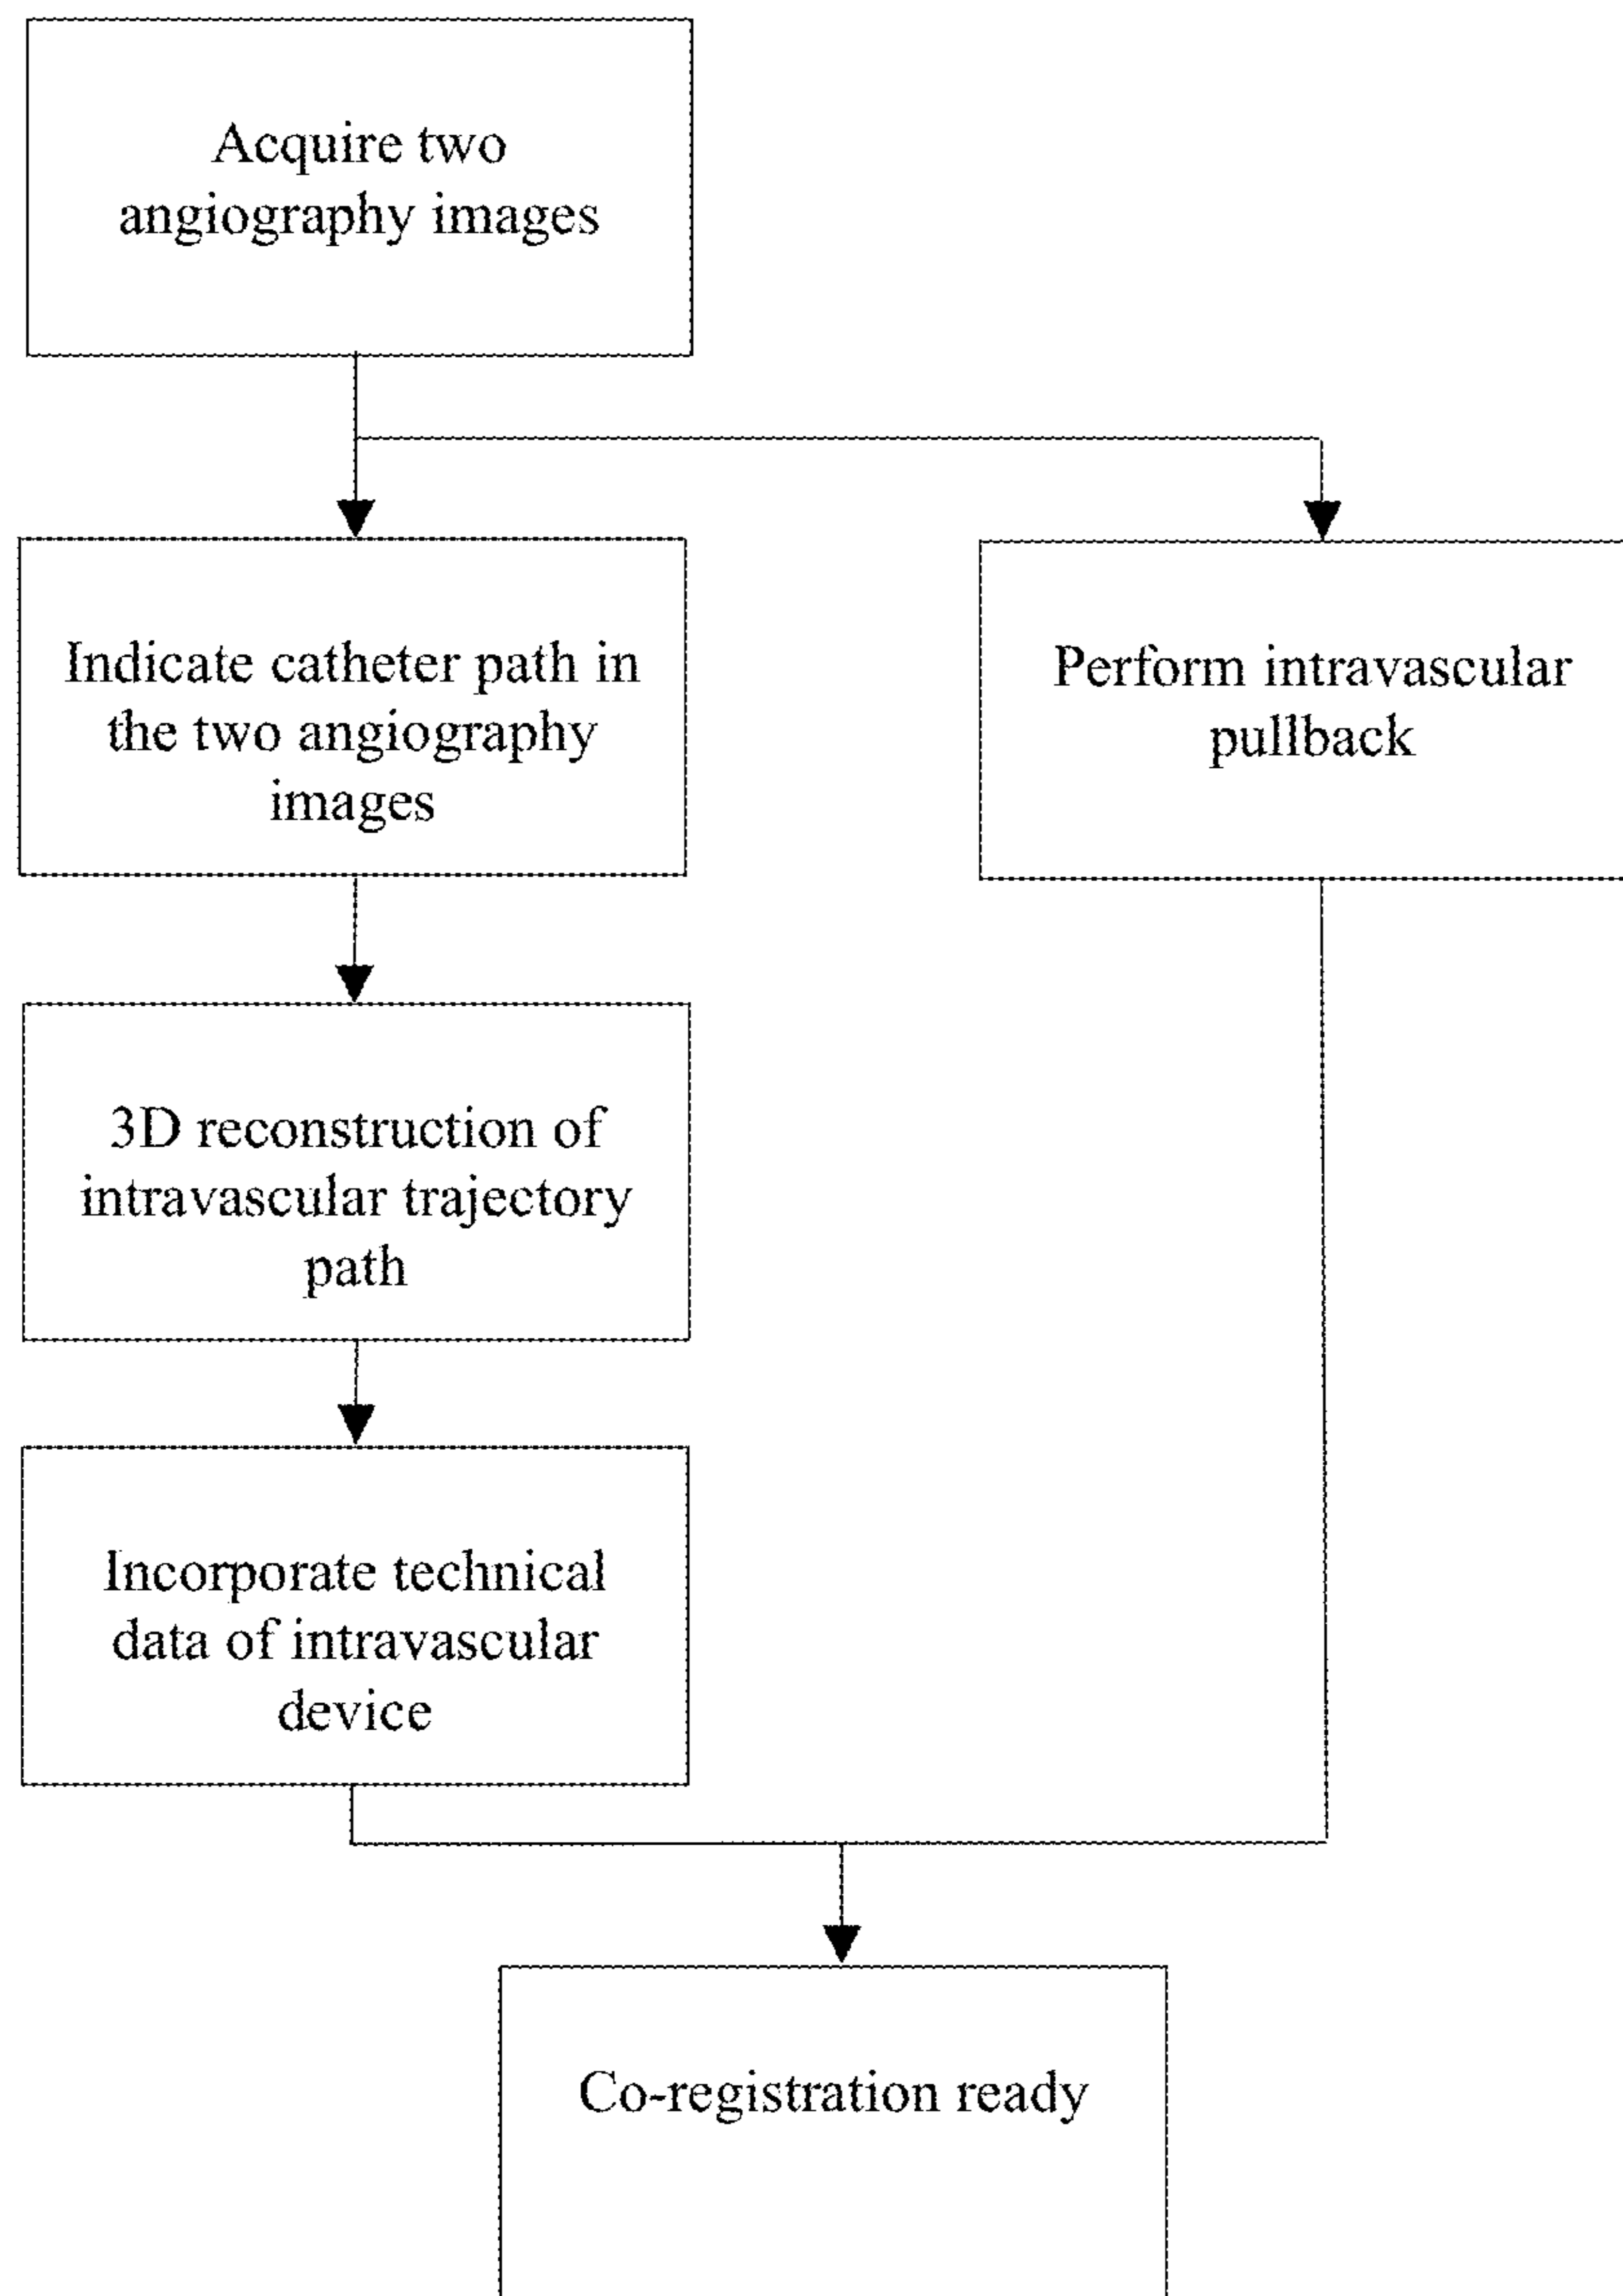 Acquire two
angiography images
Indicate catheter path in
the two angiography
images
Perform intravascular
pullback
3D reconstruction of
intravascular trajectory
path
Incorporate technical
data of intravascular
device
Co-registration ready